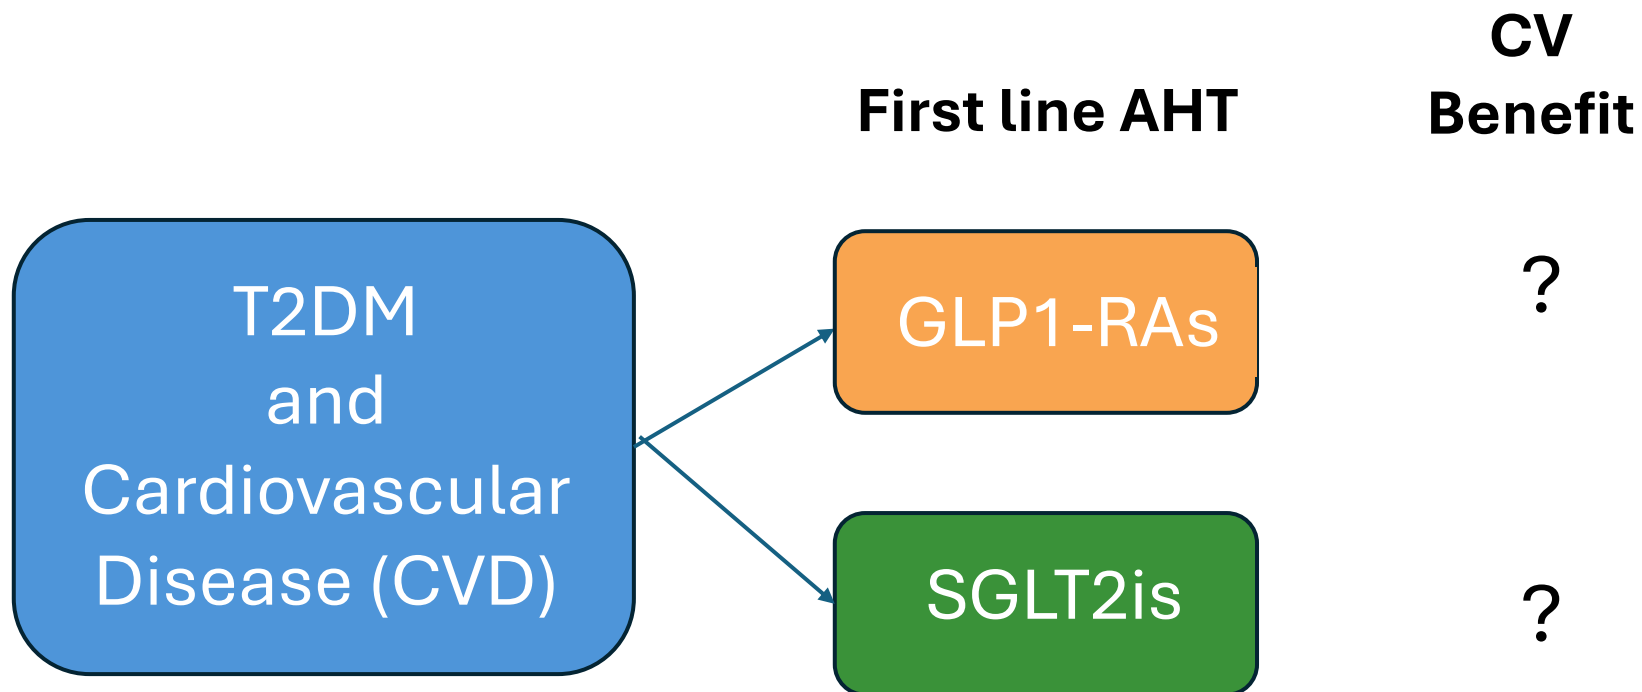 CV
Benefit
First line AHT
T2DM
and
Cardiovascular
Disease (CVD)
GLP1-RAs
?
SGLT2is
?